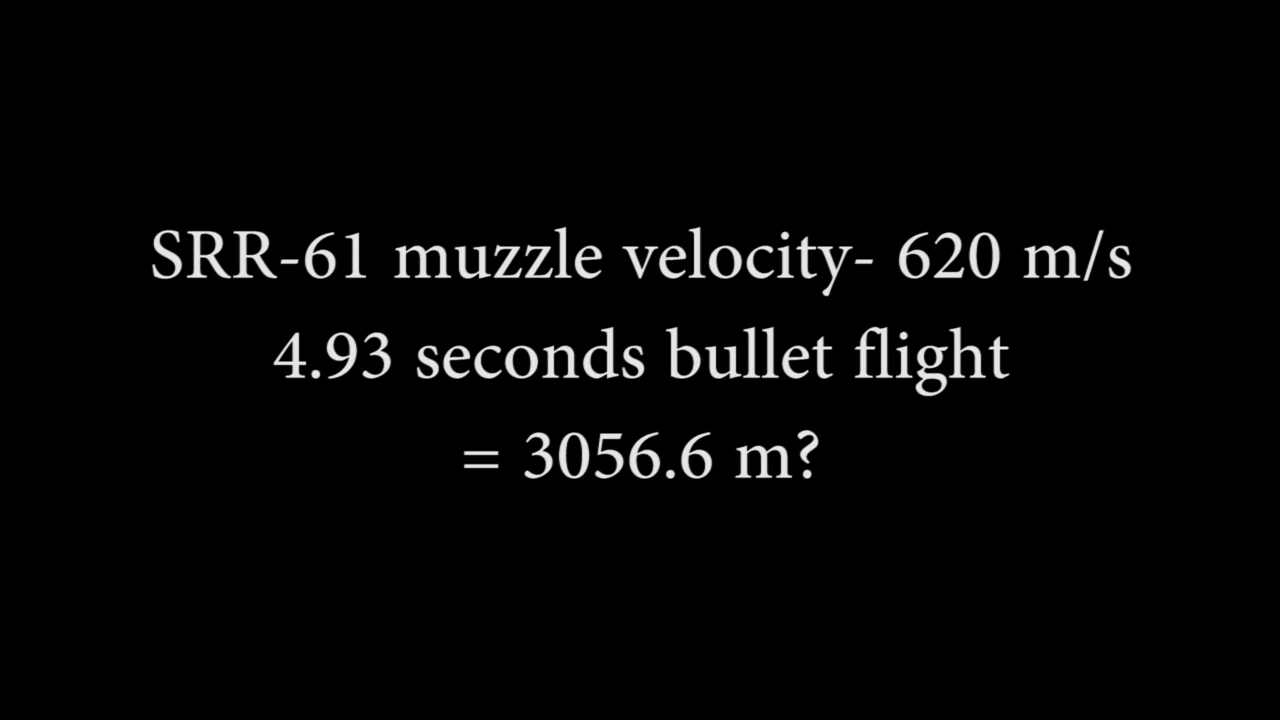 SRR-61 muzzle velocity- 620 m/s
4.93 seconds bullet flight
= 3056.6 m?